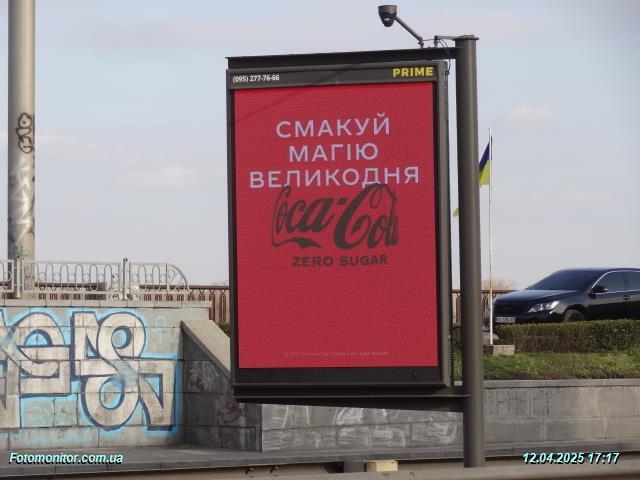 (095) 277-76-66
PRIME
СМАКУЙ
МАГІЮ
ВЕЛИКОДНЯ
Coca-Cola
ZERO SUGAR
Fotomonitor.com.ua
12.04.2025 17:17